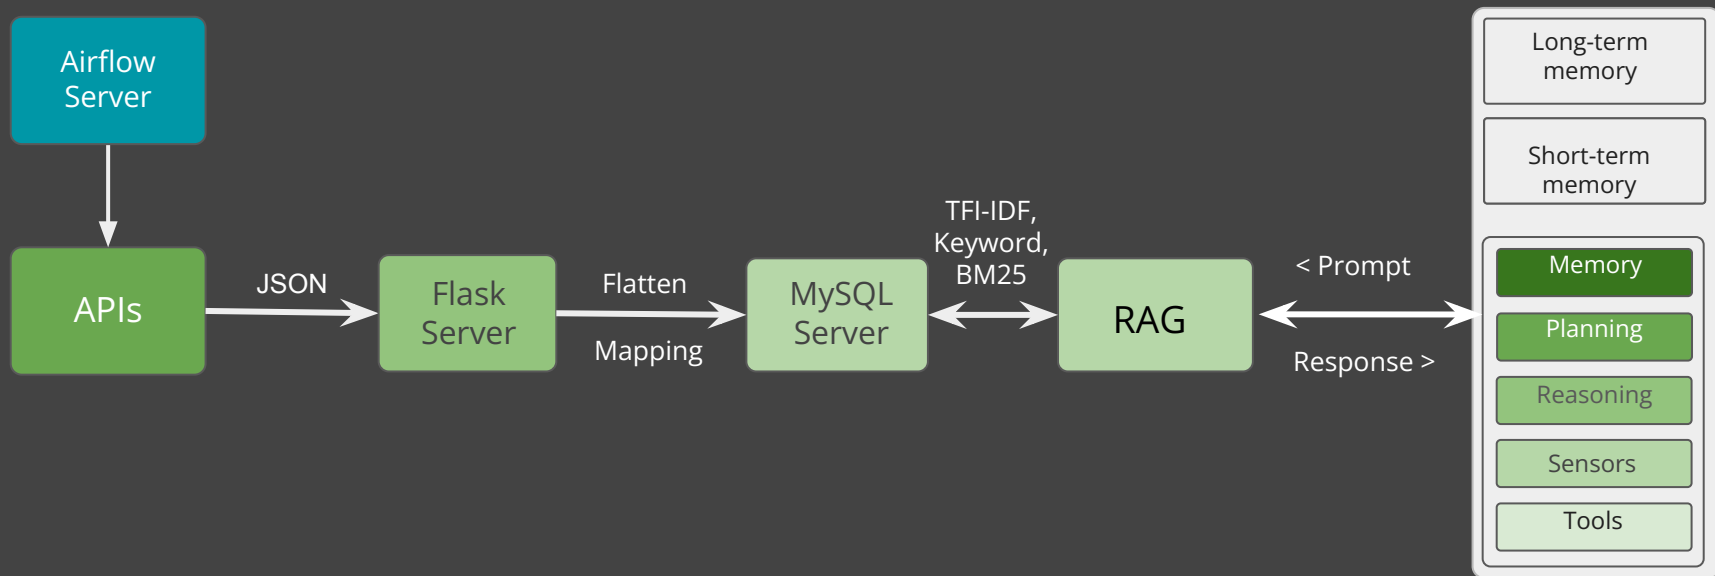 Airflow
Server
APIs
JSON
Flask
Server
Flatten
Mapping
MySQL
Server
TFI-IDF,
Keyword,
BM25
RAG
< Prompt
Response >
Long-term
memory
Short-term
memory
Memory
Planning
Reasoning
Sensors
Tools